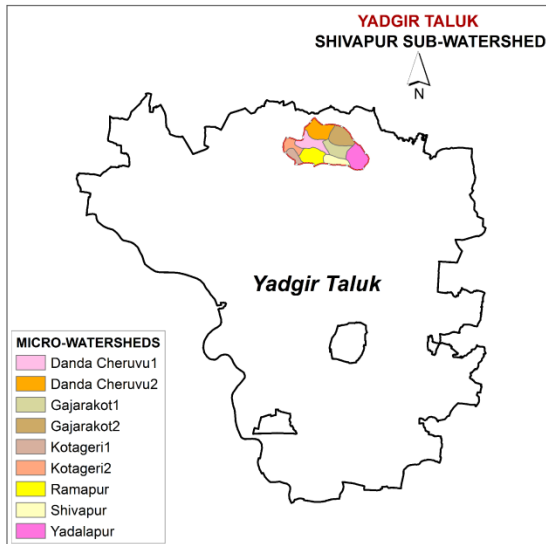 YADGIR TALUK
SHIVAPUR SUB-WATERSHED
N
Yadgir Taluk
MICRO-WATERSHEDS
Danda Cheruvu1
Danda Cheruvu2
Gajarakot1
Gajarakot2
Kotageri1
Kotageri2
Ramapur
Shivapur
Yadalapur